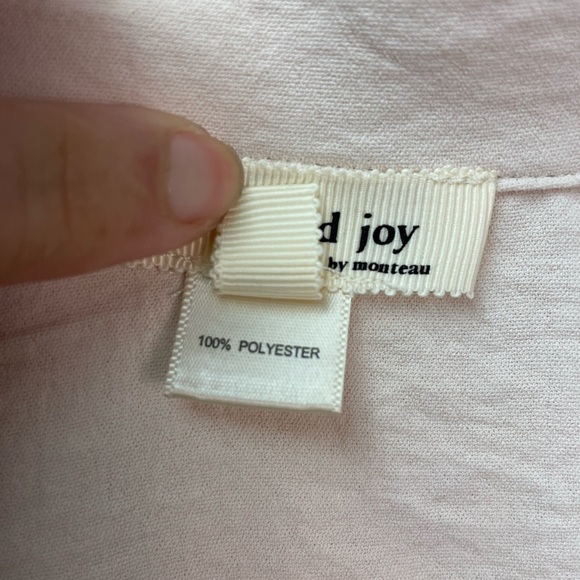 d joy
by monteau
100% POLYESTER